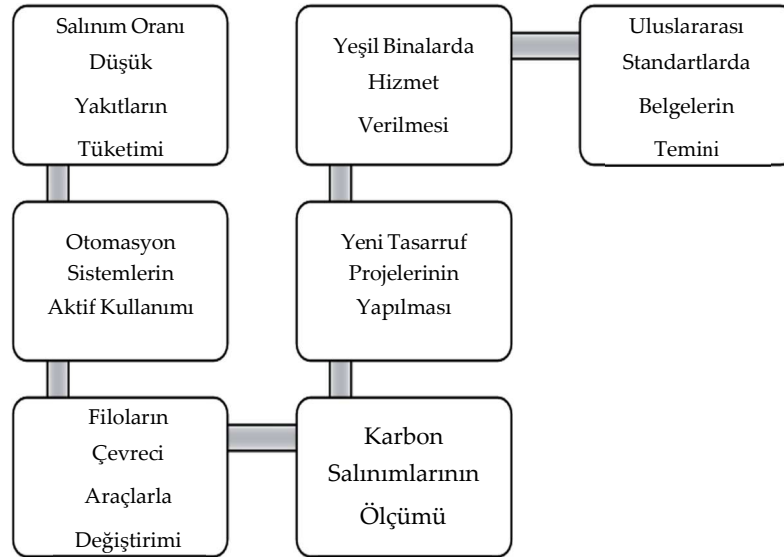 Salınım Oranı
Düşük
Yakıtların
Tüketimi
Otomasyon
Sistemlerin
Aktif Kullanımı
Filoların
Çevreci
Araçlarla
Değiştirimi
Karbon
Salınımlarının
Ölçümü
Yeni Tasarruf
Projelerinin
Yapılması
Yeşil Binalarda
Hizmet
Verilmesi
Uluslararası
Standartlarda
Belgelerin
Temini